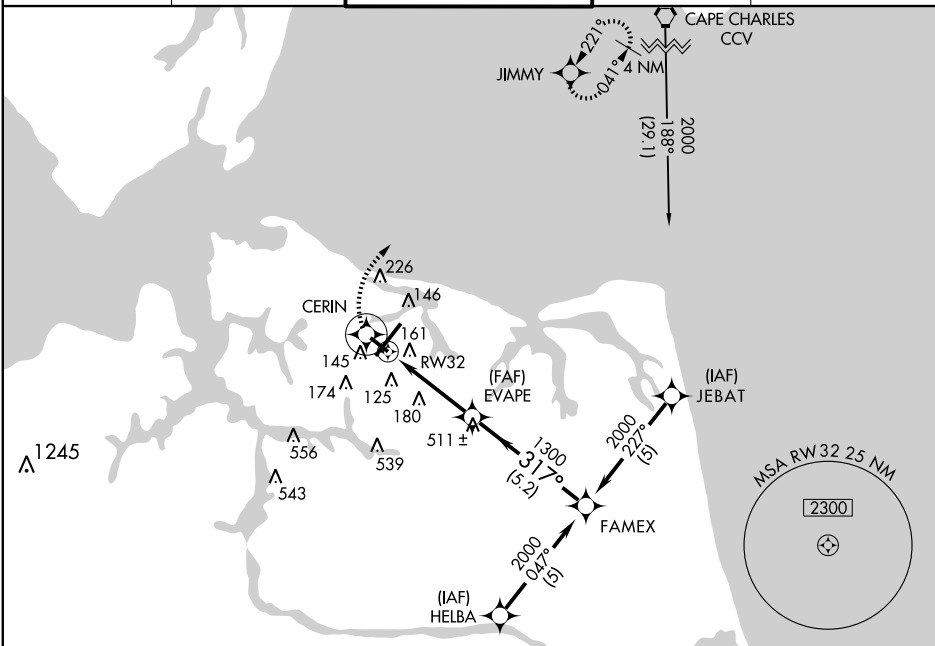 CAPE CHARLES
CCV
221°
041°
4 NM
JIMMY
2000
188°
(29.1)
226
146
CERIN
161
145
RW32
174
125
180
(FAF)
EVAPE
(IAF)
JEBAT
511 ±
1245
556
539
543
1300
317°
(5.2)
2000
227°
(5)
FAMEX
2000
047°
(5)
(IAF)
HELBA
MSA RW32 25 NM
2300